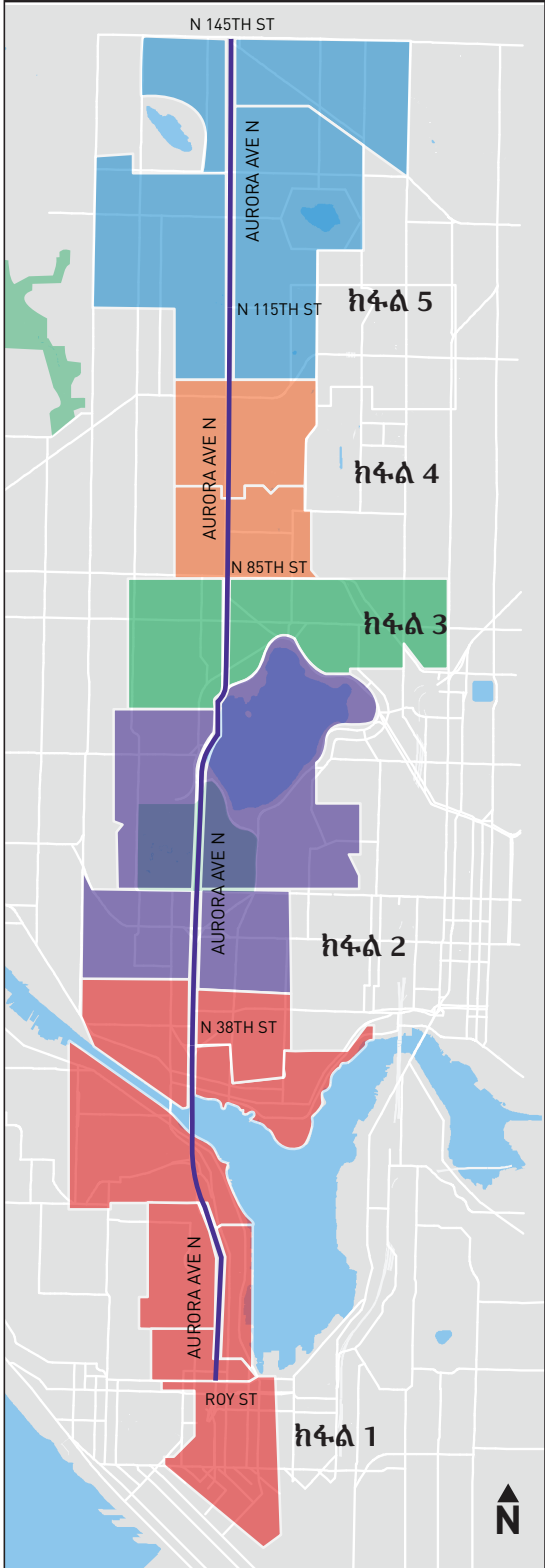 N 145TH ST
AURORA AVE N
N 115TH ST
ክፋል 5
AURORA AVE N
ክፋል 4
N 85TH ST
ክፋል 3
AURORA AVE N
ክፋል 2
N 38TH ST
AURORA AVE N
ROY ST
ክፋል 1
N